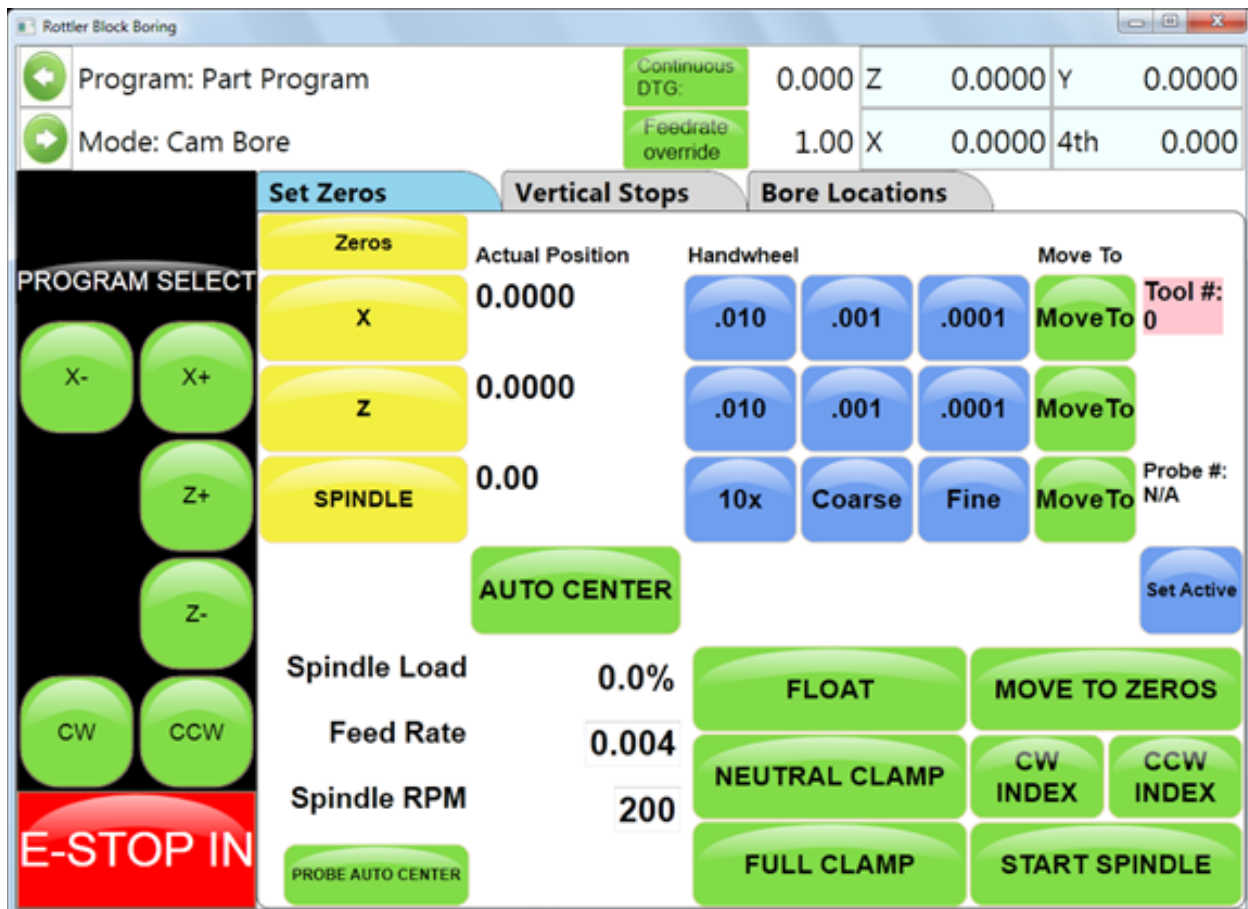 Rottler Block Boring
Program: Part Program
Continuous
DTG:
0.000 Z 0.0000 Y 0.0000
Mode: Cam Bore
Feedrate
override
1.00 X 0.0000 4th 0.000
Set Zeros Vertical Stops Bore Locations
Zeros
Actual Position Handwheel Move To
PROGRAM SELECT
X 0.0000 .010 .001 .0001 MoveTo
Tool #:
0
X- X+
Z 0.0000 .010 .001 .0001 MoveTo
Z+
SPINDLE 0.00 10x Coarse Fine MoveTo
Probe #:
N/A
Z-
AUTO CENTER Set Active
Spindle Load 0.0% FLOAT MOVE TO ZEROS
CW CCW
Feed Rate 0.004 NEUTRAL CLAMP
CW
INDEX
CCW
INDEX
Spindle RPM 200
E-STOP IN
PROBE AUTO CENTER FULL CLAMP START SPINDLE